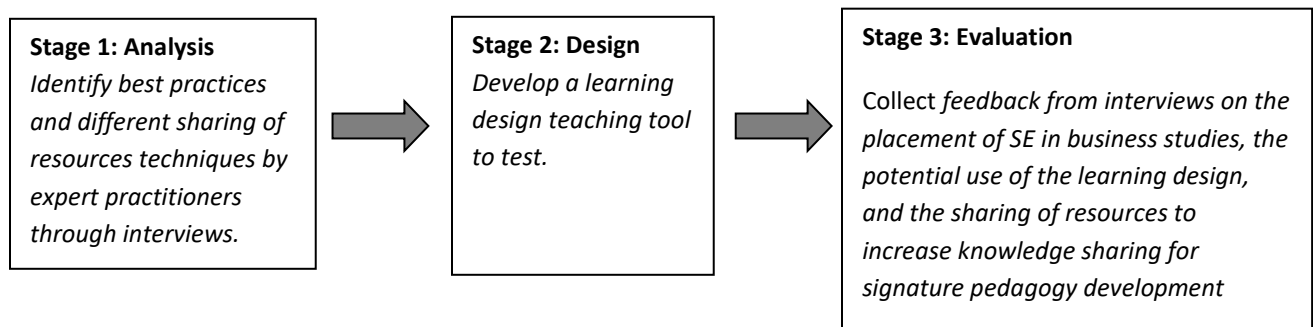 Stage 1: Analysis
Identify best practices
and different sharing of
resources techniques by
expert practitioners
through interviews.
Stage 2: Design
Develop a learning
design teaching tool
to test.
Stage 3: Evaluation
Collect feedback from interviews on the
placement of SE in business studies, the
potential use of the learning design,
and the sharing of resources to
increase knowledge sharing for
signature pedagogy development